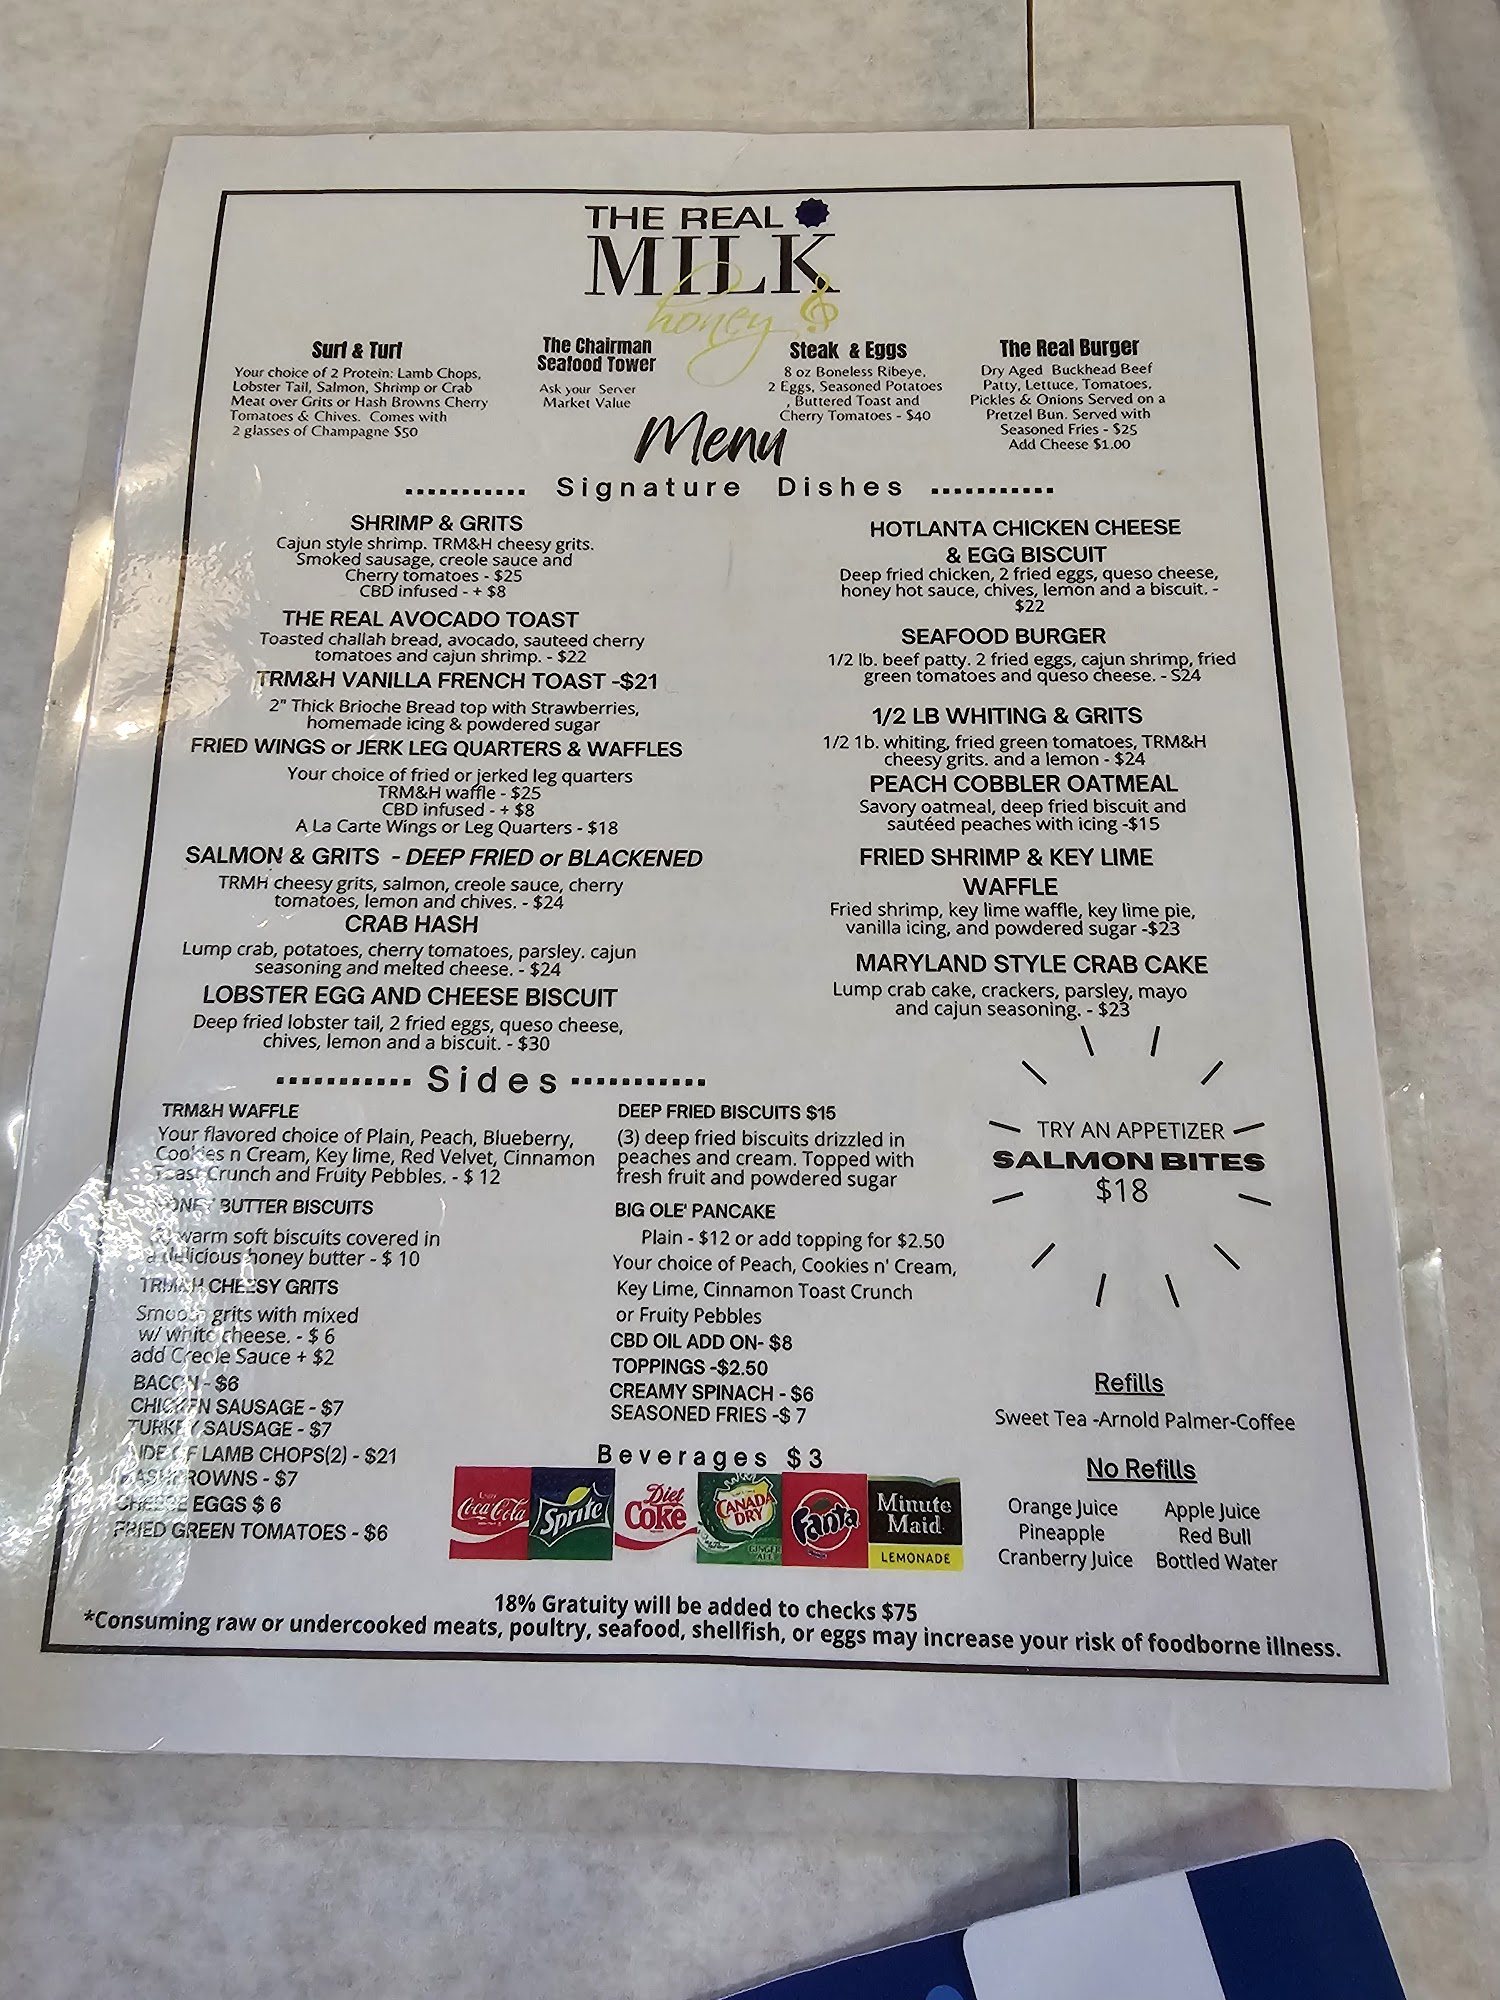 THE REAL
MILK
honey &
Surf & Turf
Your choice of 2 Protein: Lamb Chops,
Lobster Tail, Salmon, Shrimp or Crab
Meat over Grits or Hash Browns Cherry
Tomatoes & Chives. Comes with
2 glasses of Champagne $50
The Chairman
Seafood Tower
Ask your Server
Market Value
Steak & Eggs
8 oz Boneless Ribeye,
2 Eggs, Seasoned Potatoes
, Buttered Toast and
Cherry Tomatoes - $40
The Real Burger
Dry Aged Buckhead Beef
Patty, Lettuce, Tomatoes,
Pickles & Onions Served on a
Pretzel Bun. Served with
Seasoned Fries - $25
Add Cheese $1.00
Menu
Signature Dishes
SHRIMP & GRITS
Cajun style shrimp. TRM&H cheesy grits.
Smoked sausage, creole sauce and
Cherry tomatoes - $25
CBD infused - + $8
THE REAL AVOCADO TOAST
Toasted challah bread, avocado, sauteed cherry
tomatoes and cajun shrimp. - $22
TRM&H VANILLA FRENCH TOAST -$21
2" Thick Brioche Bread top with Strawberries,
homemade icing & powdered sugar
FRIED WINGS or JERK LEG QUARTERS & WAFFLES
Your choice of fried or jerked leg quarters
TRM&H waffle - $25
CBD infused - + $8
A La Carte Wings or Leg Quarters - $18
SALMON & GRITS - DEEP FRIED or BLACKENED
TRMH cheesy grits, salmon, creole sauce, cherry
tomatoes, lemon and chives. - $24
CRAB HASH
Lump crab, potatoes, cherry tomatoes, parsley. cajun
seasoning and melted cheese. - $24
LOBSTER EGG AND CHEESE BISCUIT
Deep fried lobster tail, 2 fried eggs, queso cheese,
chives, lemon and a biscuit. - $30
HOTLANTA CHICKEN CHEESE
& EGG BISCUIT
Deep fried chicken, 2 fried eggs, queso cheese,
honey hot sauce, chives, lemon and a biscuit. -
$22
SEAFOOD BURGER
1/2 lb. beef patty. 2 fried eggs, cajun shrimp, fried
green tomatoes and queso cheese. - S24
1/2 LB WHITING & GRITS
1/2 1b. whiting, fried green tomatoes, TRM&H
cheesy grits. and a lemon - $24
PEACH COBBLER OATMEAL
Savory oatmeal, deep fried biscuit and
sautéed peaches with icing -$15
FRIED SHRIMP & KEY LIME
WAFFLE
Fried shrimp, key lime waffle, key lime pie,
vanilla icing, and powdered sugar -$23
MARYLAND STYLE CRAB CAKE
Lump crab cake, crackers, parsley, mayo
and cajun seasoning. - $23
Sides
TRM&H WAFFLE
Your flavored choice of Plain, Peach, Blueberry,
Cookies n Cream, Key lime, Red Velvet, Cinnamon
Toast Crunch and Fruity Pebbles. - $ 12
HONEY BUTTER BISCUITS
warm soft biscuits covered in
a delicious honey butter - $ 10
TRM&H CHEESY GRITS
Smooth grits with mixed
w/ white cheese. - $ 6
add Creole Sauce + $2
BACON - $6
CHICKEN SAUSAGE - $7
TURKEY SAUSAGE - $7
SIDE OF LAMB CHOPS(2) - $21
HASHBROWNS - $7
CHEESE EGGS $ 6
FRIED GREEN TOMATOES - $6
DEEP FRIED BISCUITS $15
(3) deep fried biscuits drizzled in
peaches and cream. Topped with
fresh fruit and powdered sugar
BIG OLE' PANCAKE
Plain - $12 or add topping for $2.50
Your choice of Peach, Cookies n' Cream,
Key Lime, Cinnamon Toast Crunch
or Fruity Pebbles
CBD OIL ADD ON- $8
TOPPINGS -$2.50
CREAMY SPINACH - $6
SEASONED FRIES -$ 7
TRY AN APPETIZER
SALMON BITES
$18
Refills
Sweet Tea -Arnold Palmer-Coffee
No Refills
Orange Juice Apple Juice
Pineapple Red Bull
Cranberry Juice Bottled Water
Beverages $3
Enjoy Coca-Cola
Sprite
Diet Coke
CANADA DRY GINGER ALE
Fanta
Minute Maid LEMONADE
18% Gratuity will be added to checks $75
*Consuming raw or undercooked meats, poultry, seafood, shellfish, or eggs may increase your risk of foodborne illness.